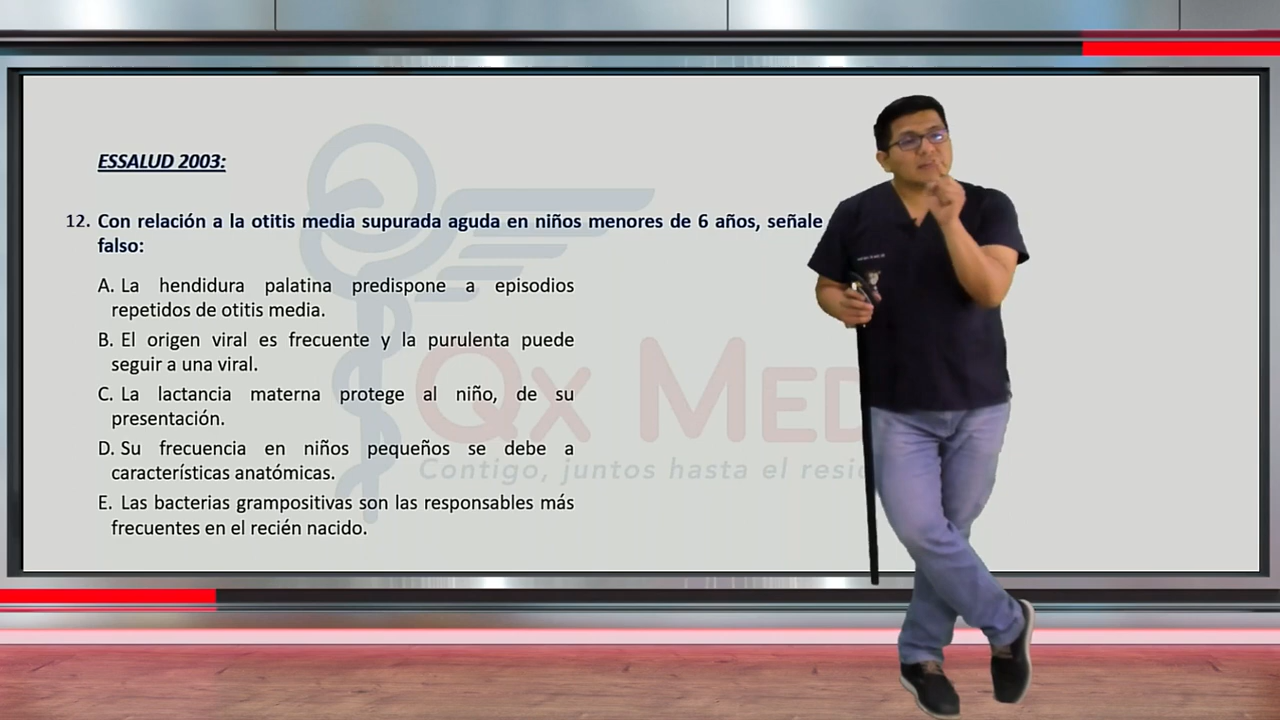 ESSALUD 2003:
12. Con relación a la otitis media supurada aguda en niños menores de 6 años, señale
falso:
A. La hendidura palatina predispone a episodios
repetidos de otitis media.
B. El origen viral es frecuente y la purulenta puede
seguir a una viral.
C. La lactancia materna protege al niño, de su
presentación.
D. Su frecuencia en niños pequeños se debe a
características anatómicas.
E. Las bacterias grampositivas son las responsables más
frecuentes en el recién nacido.
Qx MED
Contigo, juntos hasta el